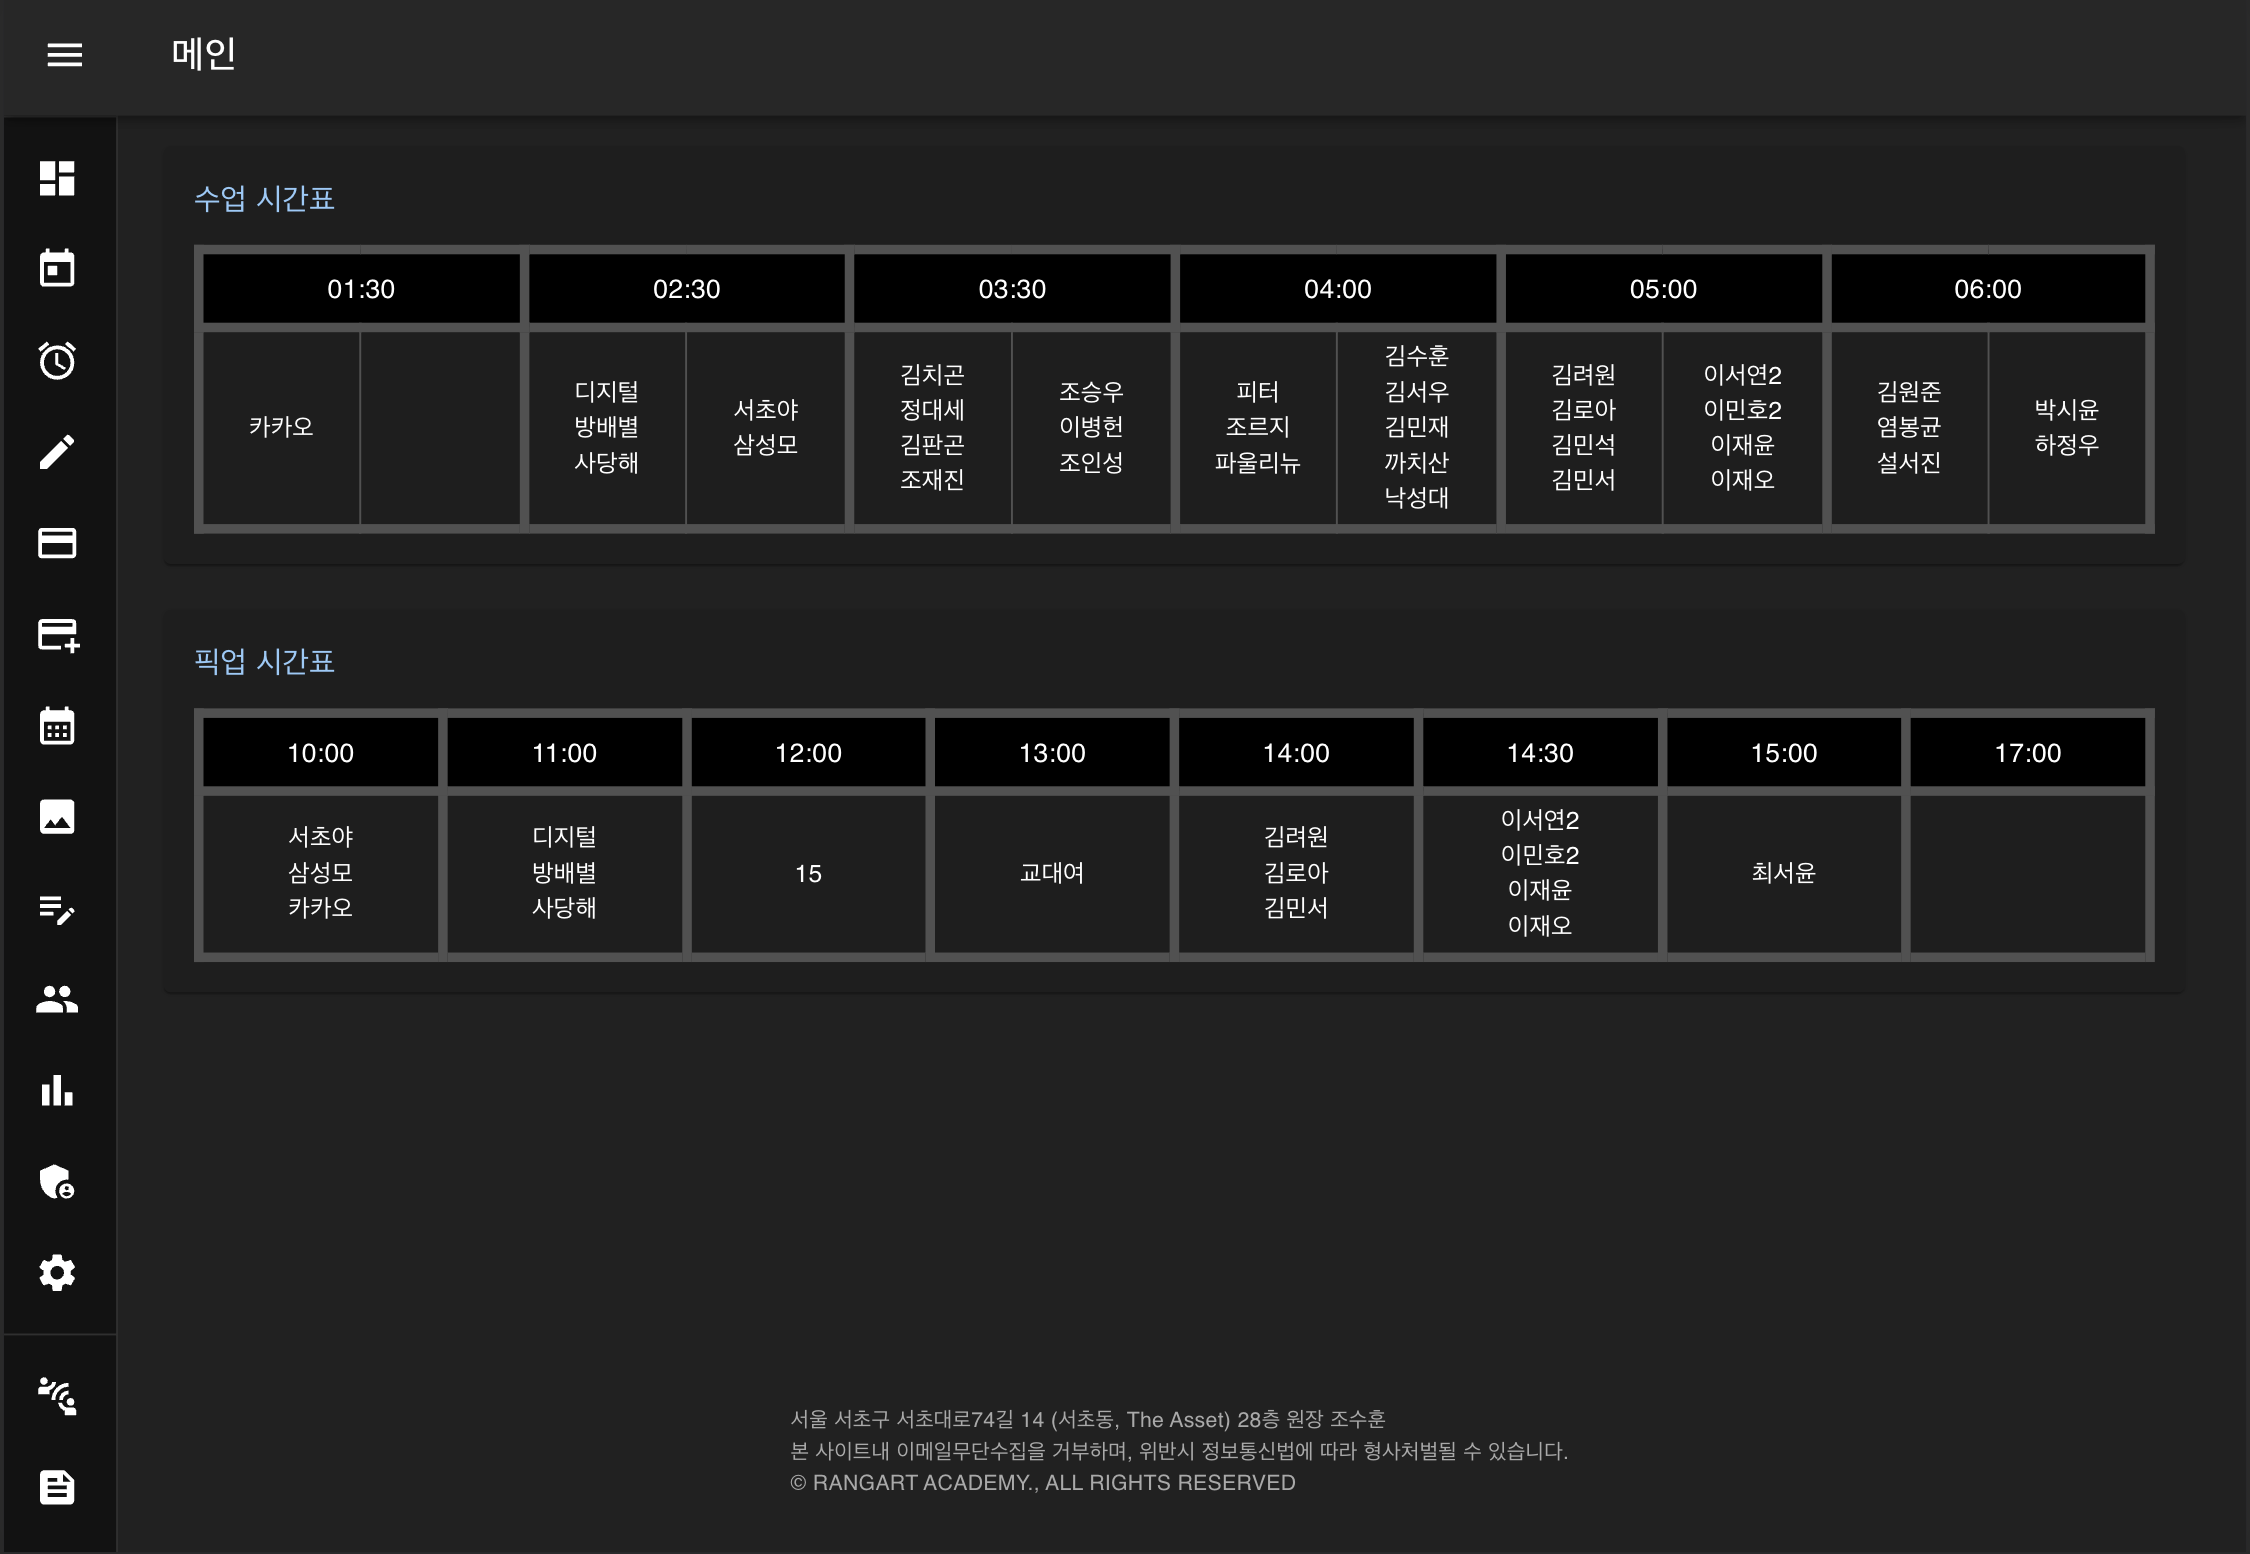 메인
수업 시간표
01:30 02:30 03:30 04:00 05:00 06:00
카카오
디지털
방배별
사당해
서초야
삼성모
김치곤
정대세
김판곤
조재진
조승우
이병헌
조인성
피터
조르지
파울리뉴
김수훈
김서우
김민재
까치산
낙성대
김려원
김로아
김민석
김민서
이서연2
이민호2
이재윤
이재오
김원준
염봉균
설서진
박시윤
하정우
픽업 시간표
10:00 11:00 12:00 13:00 14:00 14:30 15:00 17:00
서초야
삼성모
카카오
디지털
방배별
사당해
15
교대여
김려원
김로아
김민서
이서연2
이민호2
이재윤
이재오
최서윤
서울 서초구 서초대로74길 14 (서초동, The Asset) 28층 원장 조수훈
본 사이트내 이메일무단수집을 거부하며, 위반시 정보통신법에 따라 형사처벌될 수 있습니다.
© RANGART ACADEMY., ALL RIGHTS RESERVED